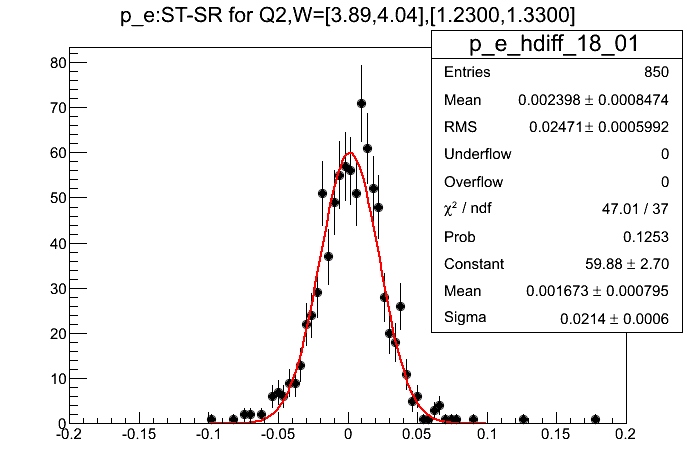 p_e:ST-SR for Q2,W=[3.89,4.04],[1.2300,1.3300]
p_e_hdiff_18_01
Entries 850
Mean 0.002398 ± 0.0008474
RMS 0.02471± 0.0005992
Underflow 0
Overflow 0
χ² / ndf 47.01 / 37
Prob 0.1253
Constant 59.88 ± 2.70
Mean 0.001673 ± 0.000795
Sigma 0.0214 ± 0.0006
80
70
60
50
40
30
20
10
0
-0.2 -0.15 -0.1 -0.05 0 0.05 0.1 0.15 0.2